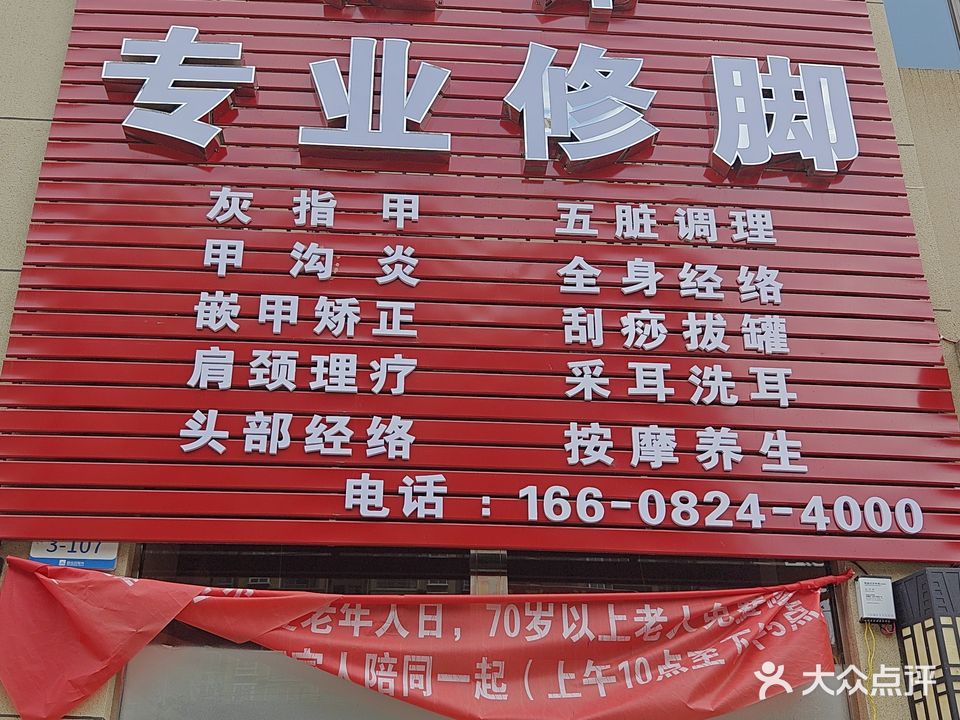 专业修脚
灰指甲 五脏调理
甲沟炎 全身经络
嵌甲矫正 刮痧拔罐
肩颈理疗 采耳洗耳
头部经络 按摩养生
电话：166-0824-4000
3-107
老年人日，70岁以上老人免
人陪同一起（上午10点至 点
大众点评